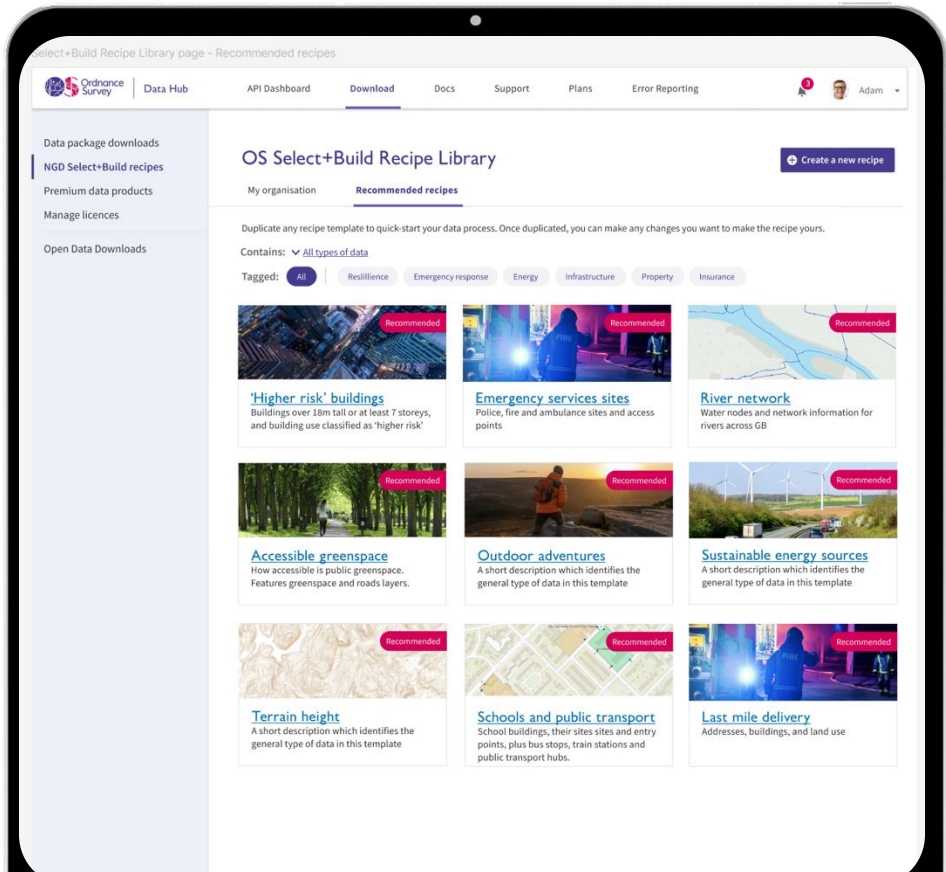 Select+Build Recipe Library page - Recommended recipes
Ordnance
Survey
Data Hub
API Dashboard
Download
Docs
Support
Plans
Error Reporting
3
Adam
Data package downloads
NGD Select+Build recipes
Premium data products
Manage licences
Open Data Downloads
OS Select+Build Recipe Library
Create a new recipe
My organisation
Recommended recipes
Duplicate any recipe template to quick-start your data process. Once duplicated, you can make any changes you want to make the recipe yours.
Contains: All types of data
Tagged: All Reslillience Emergency response Energy Infrastructure Property Insurance
Recommended
'Higher risk' buildings
Buildings over 18m tall or at least 7 storeys,
and building use classified as 'higher risk'
FIRE
Recommended
Emergency services sites
Police, fire and ambulance sites and access
points
Recommended
River network
Water nodes and network information for
rivers across GB
Recommended
Accessible greenspace
How accessible is public greenspace.
Features greenspace and roads layers.
Recommended
Outdoor adventures
A short description which identifies the
general type of data in this template
Recommended
Sustainable energy sources
A short description which identifies the
general type of data in this template
Recommended
Terrain height
A short description which identifies the
general type of data in this template
Recommended
Schools and public transport
School buildings, their sites sites and entry
points, plus bus stops, train stations and
public transport hubs.
FIRE
Recommended
Last mile delivery
Addresses, buildings, and land use